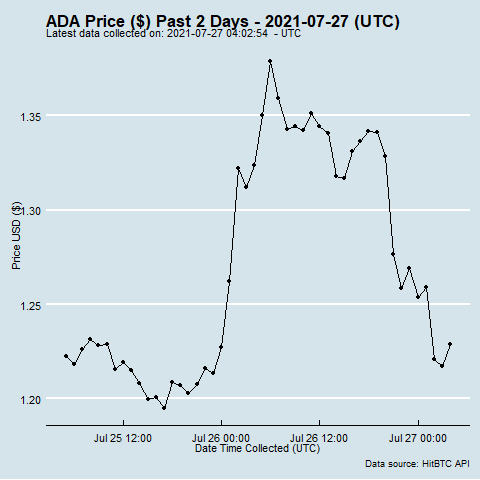 ADA Price ($) Past 2 Days - 2021-07-27 (UTC)
Latest data collected on: 2021-07-27 04:02:54  - UTC
Price USD ($)
1.35
1.30
1.25
1.20
Jul 25 12:00
Jul 26 00:00
Jul 26 12:00
Jul 27 00:00
Date Time Collected (UTC)
Data source: HitBTC API